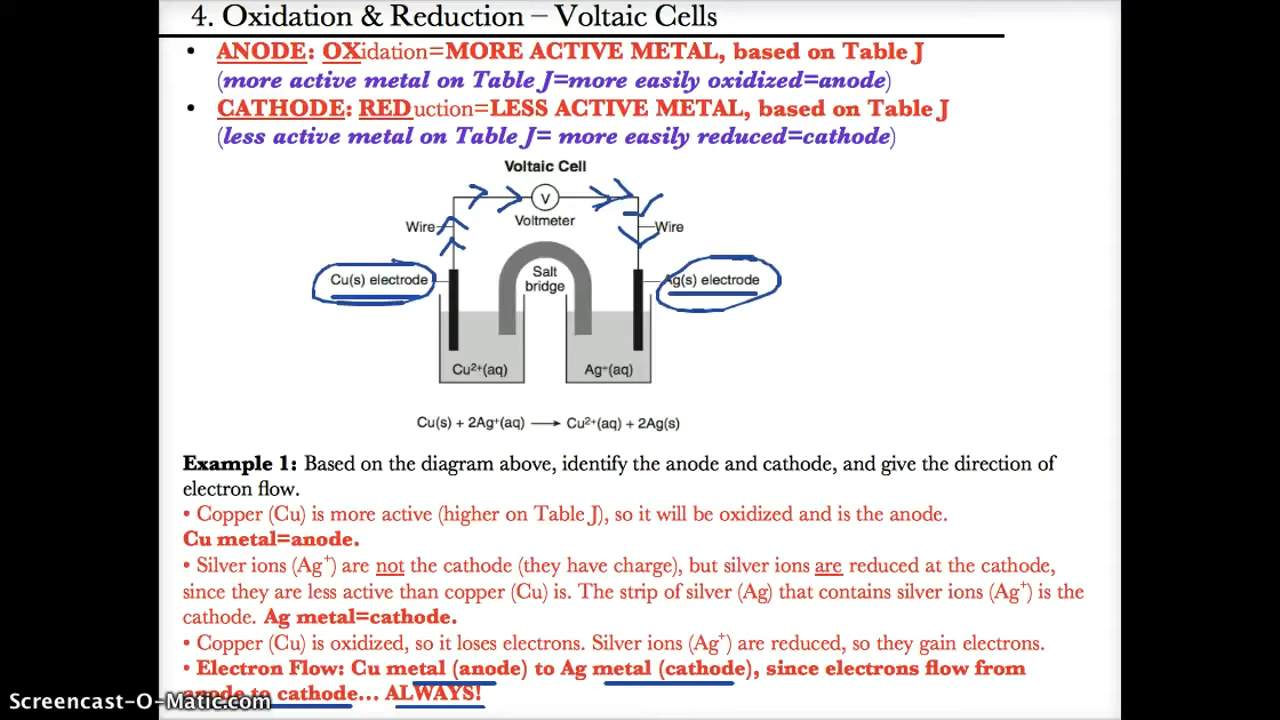 4. Oxidation & Reduction – Voltaic Cells
• ANODE: OXidation=MORE ACTIVE METAL, based on Table J
(more active metal on Table J=more easily oxidized=anode)
• CATHODE: REDuction=LESS ACTIVE METAL, based on Table J
(less active metal on Table J= more easily reduced=cathode)
Voltaic Cell
V
Wire
Voltmeter
Wire
Cu(s) electrode
Salt
bridge
Ag(s) electrode
Cu²⁺(aq)
Ag⁺(aq)
Cu(s) + 2Ag⁺(aq) ⟶ Cu²⁺(aq) + 2Ag(s)
Example 1: Based on the diagram above, identify the anode and cathode, and give the direction of
electron flow.
• Copper (Cu) is more active (higher on Table J), so it will be oxidized and is the anode.
Cu metal=anode.
• Silver ions (Ag⁺) are not the cathode (they have charge), but silver ions are reduced at the cathode,
since they are less active than copper (Cu) is. The strip of silver (Ag) that contains silver ions (Ag⁺) is the
cathode. Ag metal=cathode.
• Copper (Cu) is oxidized, so it loses electrons. Silver ions (Ag⁺) are reduced, so they gain electrons.
• Electron Flow: Cu metal (anode) to Ag metal (cathode), since electrons flow from
anode to cathode... ALWAYS!
Screencast-O-Matic.com